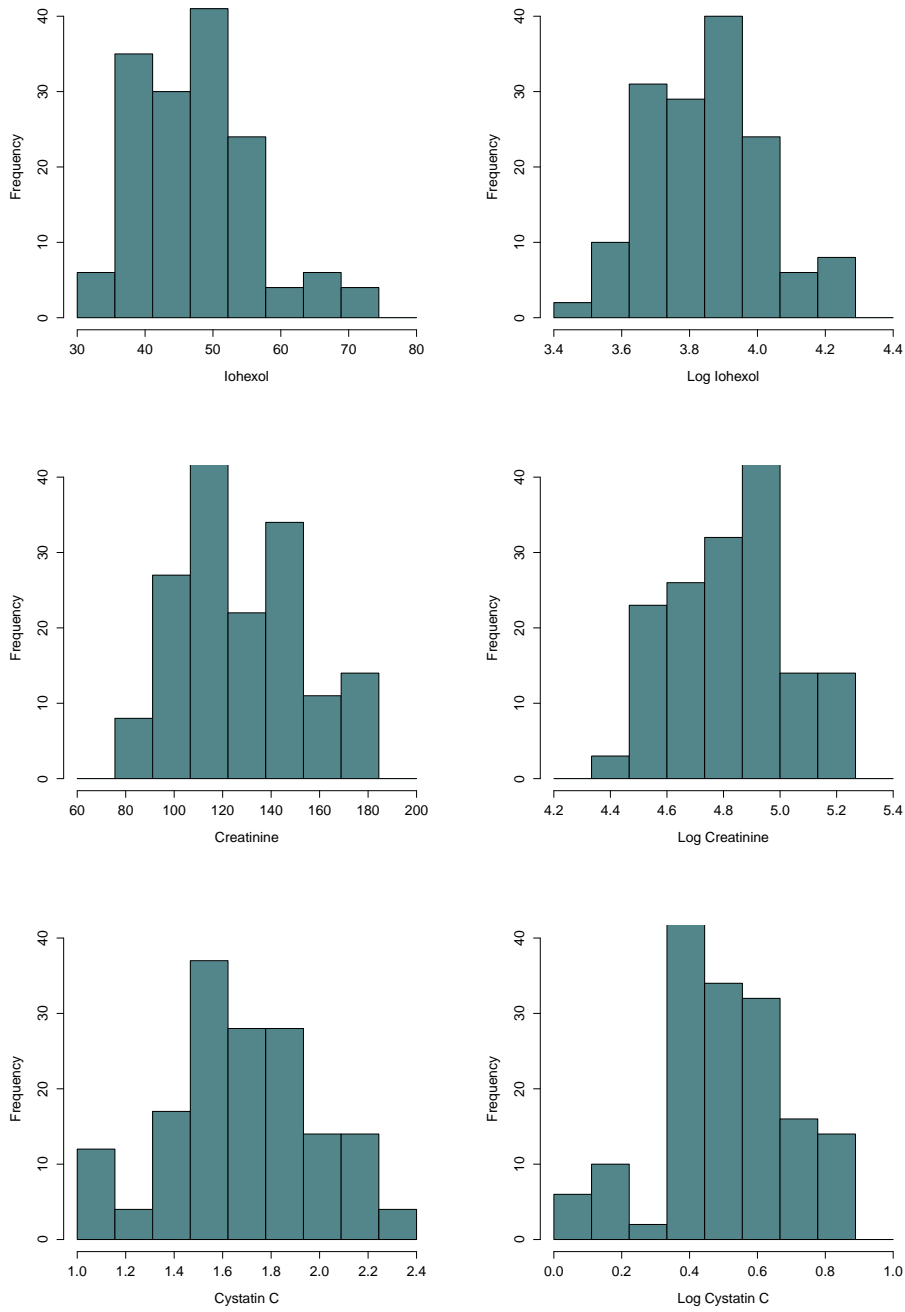 Frequency
40
30
20
10
0
30 40 50 60 70 80
Iohexol
Frequency
40
30
20
10
0
3.4 3.6 3.8 4.0 4.2 4.4
Log Iohexol
Frequency
40
30
20
10
0
60 80 100 120 140 160 180 200
Creatinine
Frequency
40
30
20
10
0
4.2 4.4 4.6 4.8 5.0 5.2 5.4
Log Creatinine
Frequency
40
30
20
10
0
1.0 1.2 1.4 1.6 1.8 2.0 2.2 2.4
Cystatin C
Frequency
40
30
20
10
0
0.0 0.2 0.4 0.6 0.8 1.0
Log Cystatin C